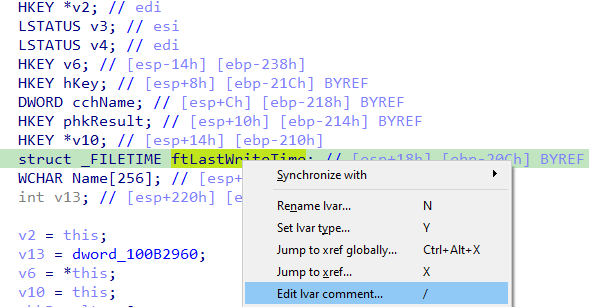 HKEY *v2; // edi
LSTATUS v3; // esi
LSTATUS v4; // edi
HKEY v6; // [esp-14h] [ebp-238h]
HKEY hKey; // [esp+8h] [ebp-21Ch] BYREF
DWORD cchName; // [esp+Ch] [ebp-218h] BYREF
HKEY phkResult; // [esp+10h] [ebp-214h] BYREF
HKEY *v10; // [esp+14h] [ebp-210h]
struct _FILETIME ftLastWriteTime; // [esp+18h] [ebp-20Ch] BYREF
WCHAR Name[256]; // [esp+
int v13; // [esp+220h] [e
v2 = this;
v13 = dword_100B2960;
v6 = *this;
v10 = this;
Synchronize with
Rename lvar... N
Set lvar type... Y
Jump to xref globally... Ctrl+Alt+X
Jump to xref... X
Edit lvar comment... /